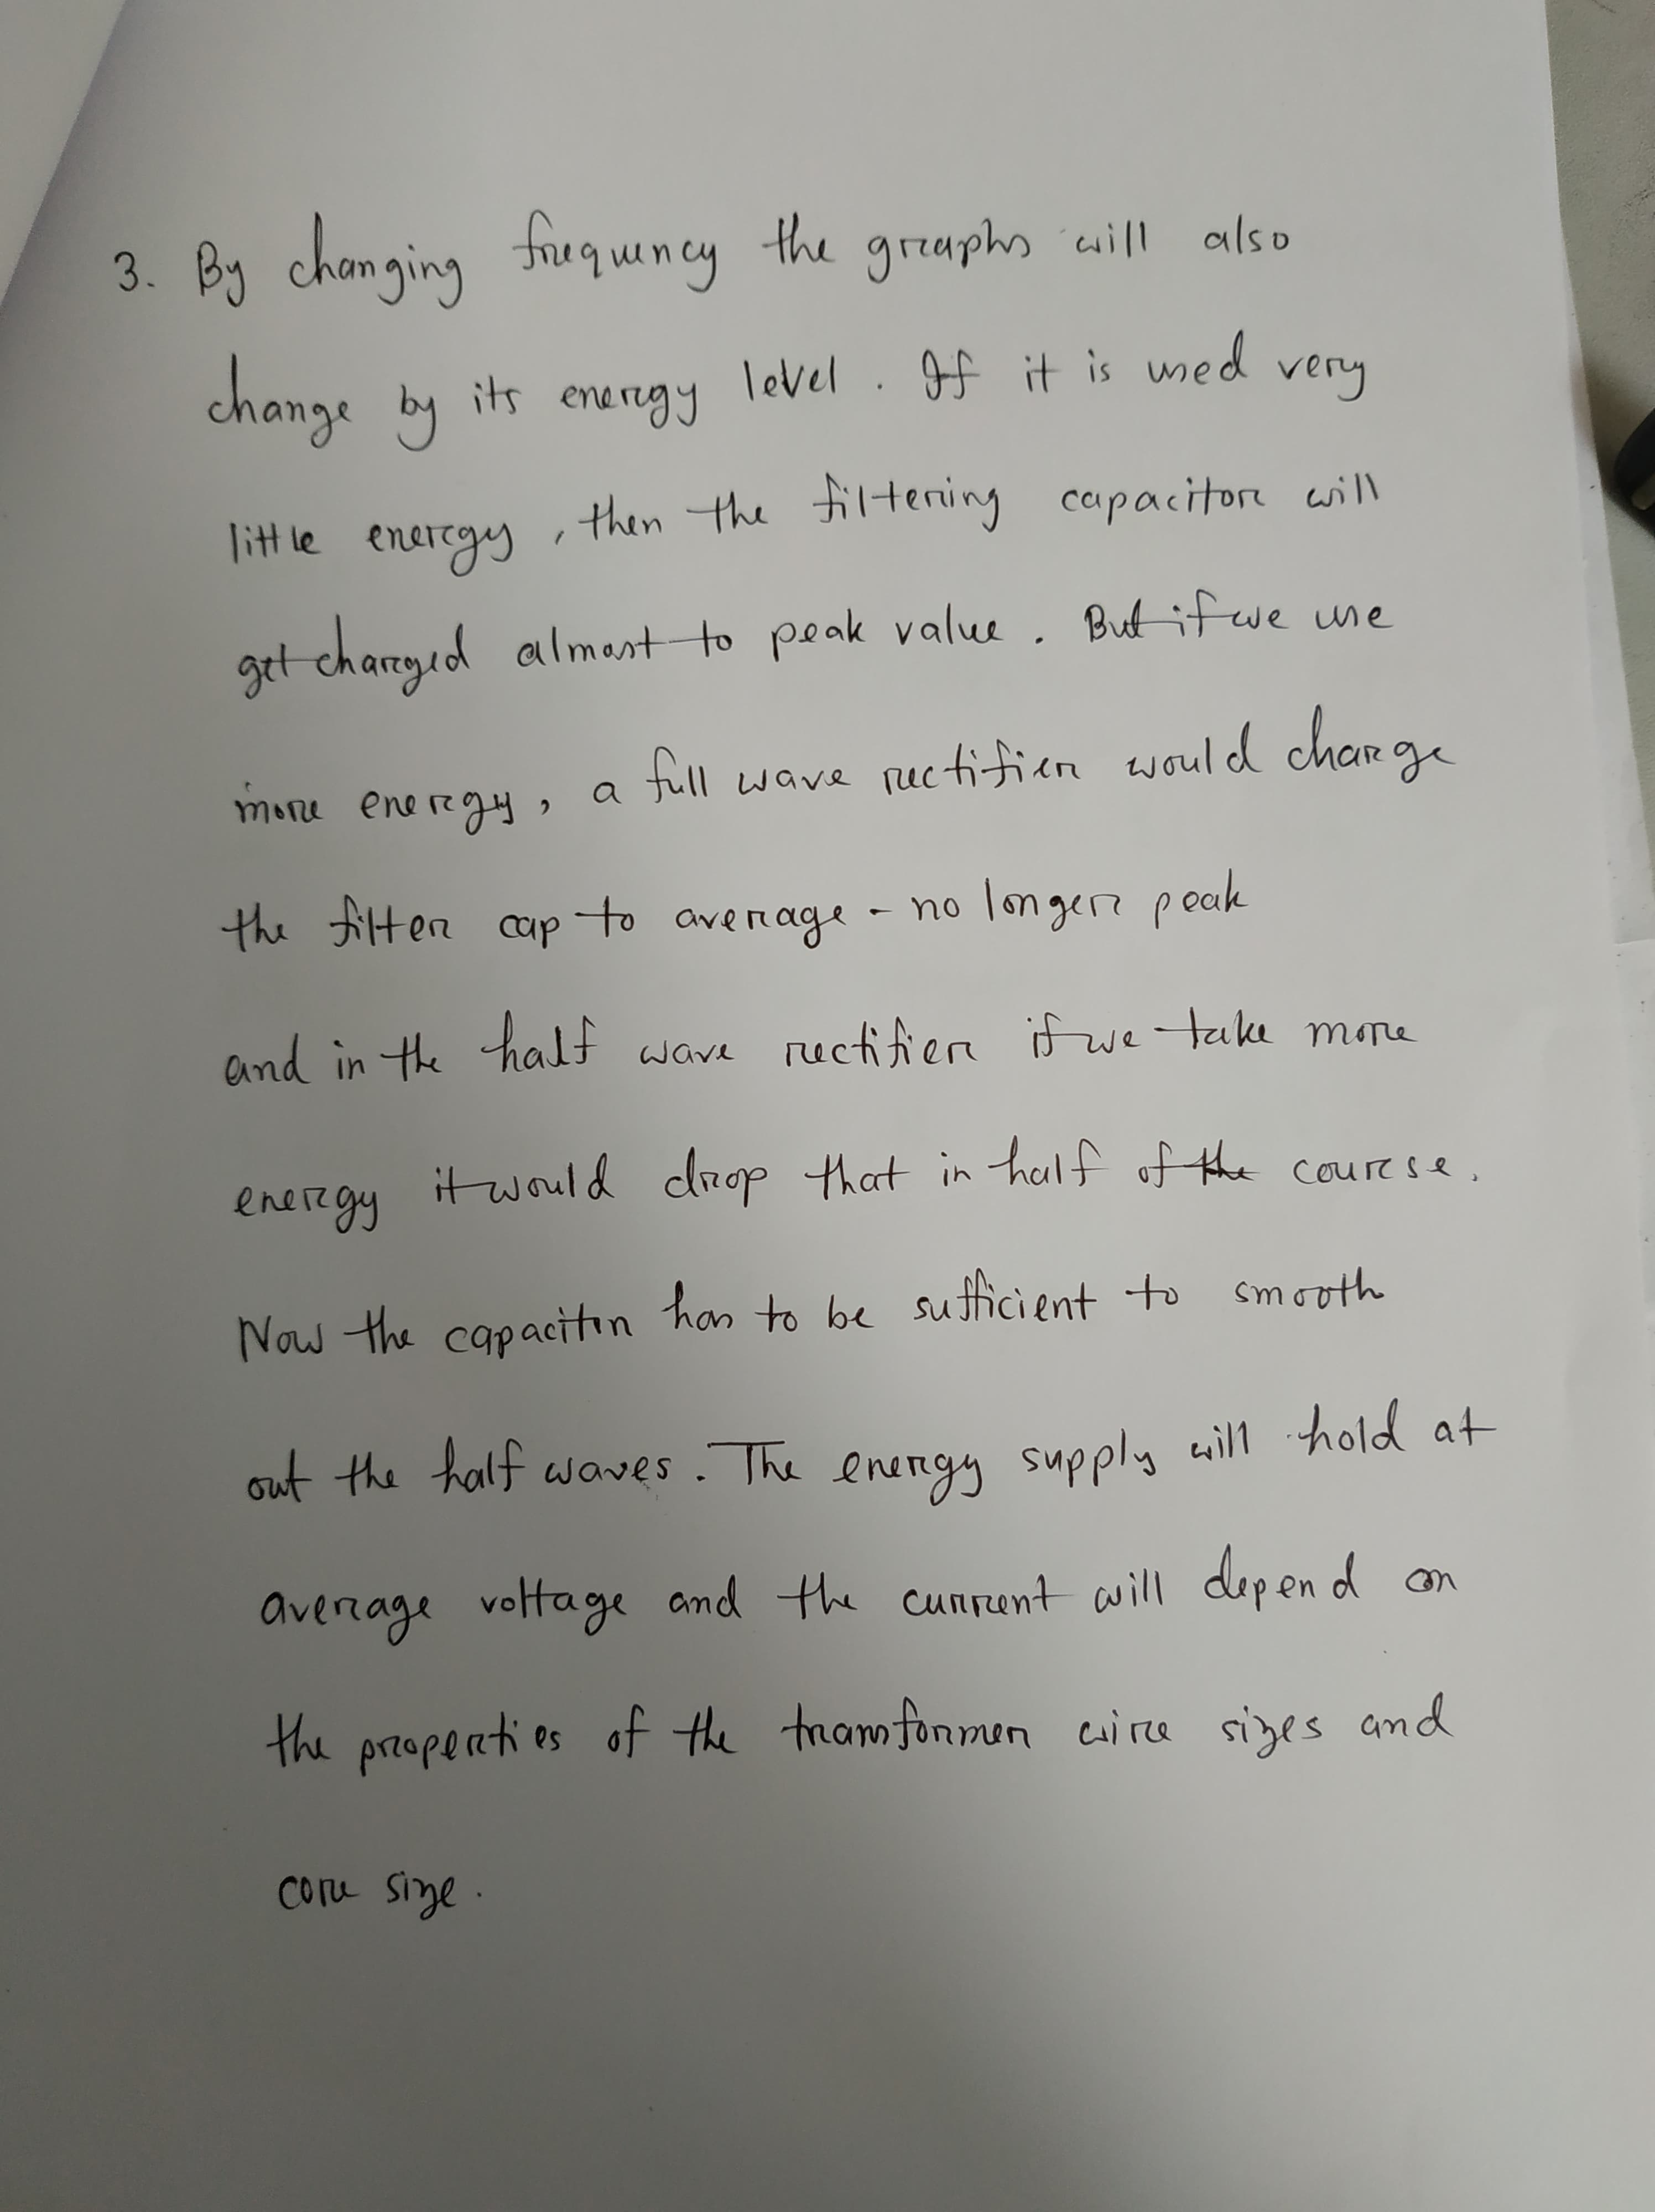 3. By changing frequency the graphs will also
change by its energy level. If it is used very
little energy, then the filtering capacitor will
get charged almost to peak value. But if we use
more energy, a full wave rectifier would charge
the filter cap to average - no longer peak
and in the half wave rectifier if we take more
energy it would drop that in half of the course.
Now the capacitor has to be sufficient to smooth
out the half waves. The energy supply will hold at
average voltage and the current will depend on
the properties of the transformer wire sizes and
core size.